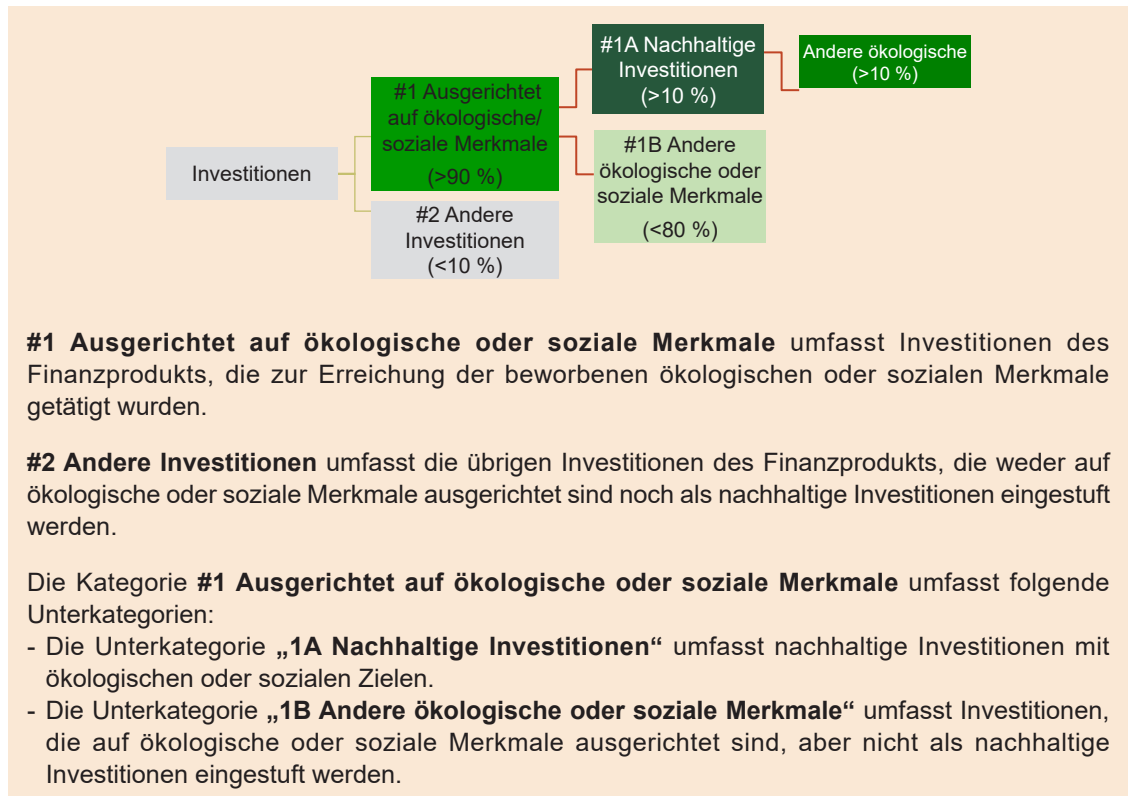 Investitionen
#1 Ausgerichtet
auf ökologische/
soziale Merkmale
(>90 %)
#2 Andere
Investitionen
(<10 %)
#1A Nachhaltige
Investitionen
(>10 %)
#1B Andere
ökologische oder
soziale Merkmale
(<80 %)
Andere ökologische
(>10 %)
#1 Ausgerichtet auf ökologische oder soziale Merkmale umfasst Investitionen des
Finanzprodukts, die zur Erreichung der beworbenen ökologischen oder sozialen Merkmale
getätigt wurden.
#2 Andere Investitionen umfasst die übrigen Investitionen des Finanzprodukts, die weder auf
ökologische oder soziale Merkmale ausgerichtet sind noch als nachhaltige Investitionen eingestuft
werden.
Die Kategorie #1 Ausgerichtet auf ökologische oder soziale Merkmale umfasst folgende
Unterkategorien:
- Die Unterkategorie „1A Nachhaltige Investitionen“ umfasst nachhaltige Investitionen mit
ökologischen oder sozialen Zielen.
- Die Unterkategorie „1B Andere ökologische oder soziale Merkmale“ umfasst Investitionen,
die auf ökologische oder soziale Merkmale ausgerichtet sind, aber nicht als nachhaltige
Investitionen eingestuft werden.